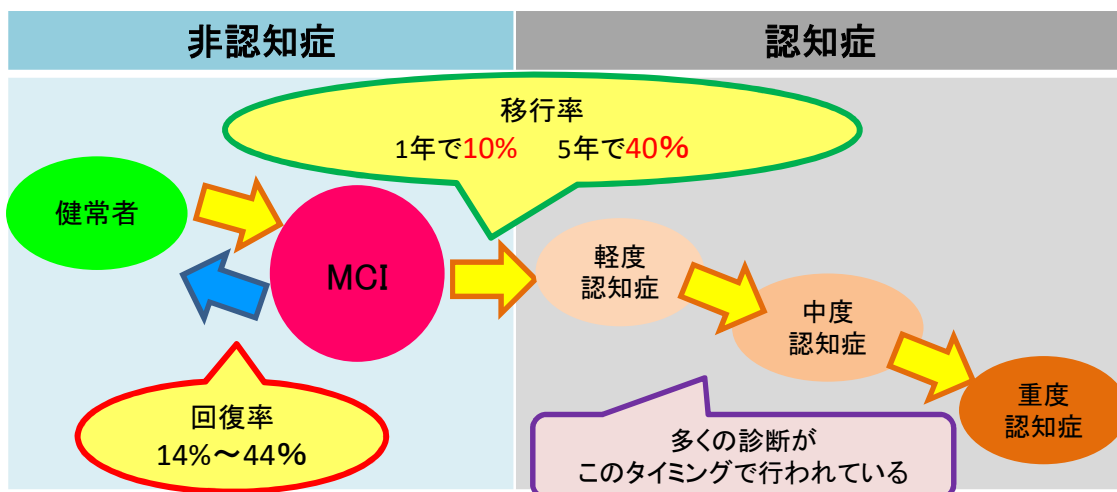 非認知症
認知症
移行率
1年で10% 5年で40%
健常者
MCI
軽度
認知症
中度
認知症
重度
認知症
回復率
14%～44%
多くの診断が
このタイミングで行われている